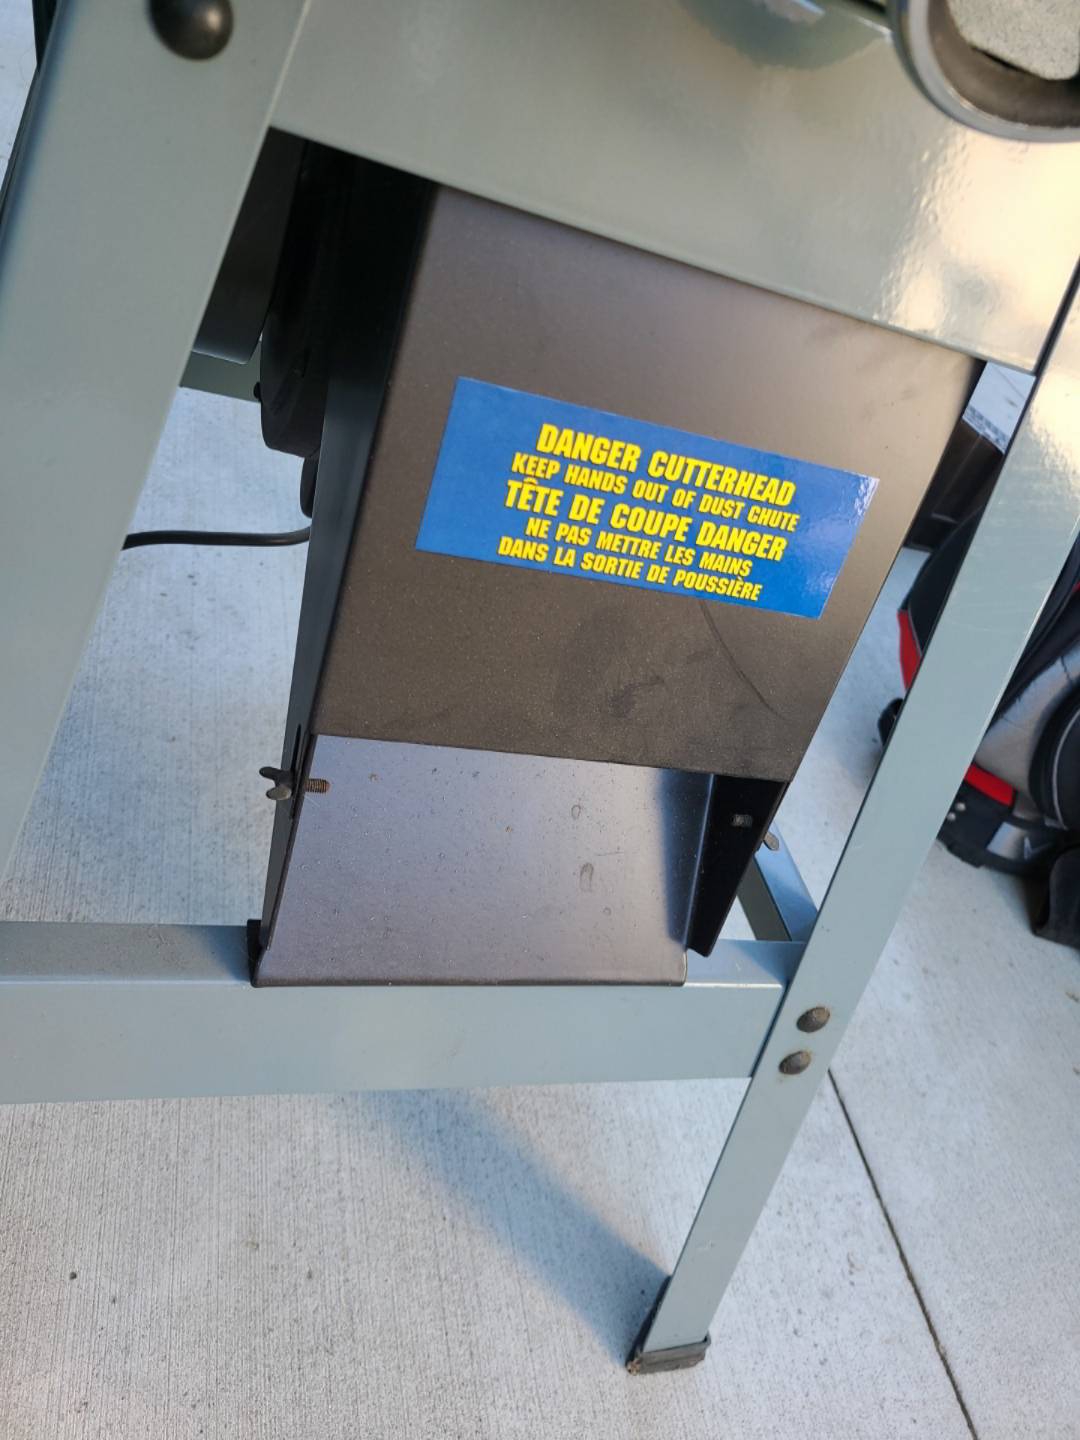 DANGER CUTTERHEAD
KEEP HANDS OUT OF DUST CHUTE
TÊTE DE COUPE DANGER
NE PAS METTRE LES MAINS
DANS LA SORTIE DE POUSSIÈRE